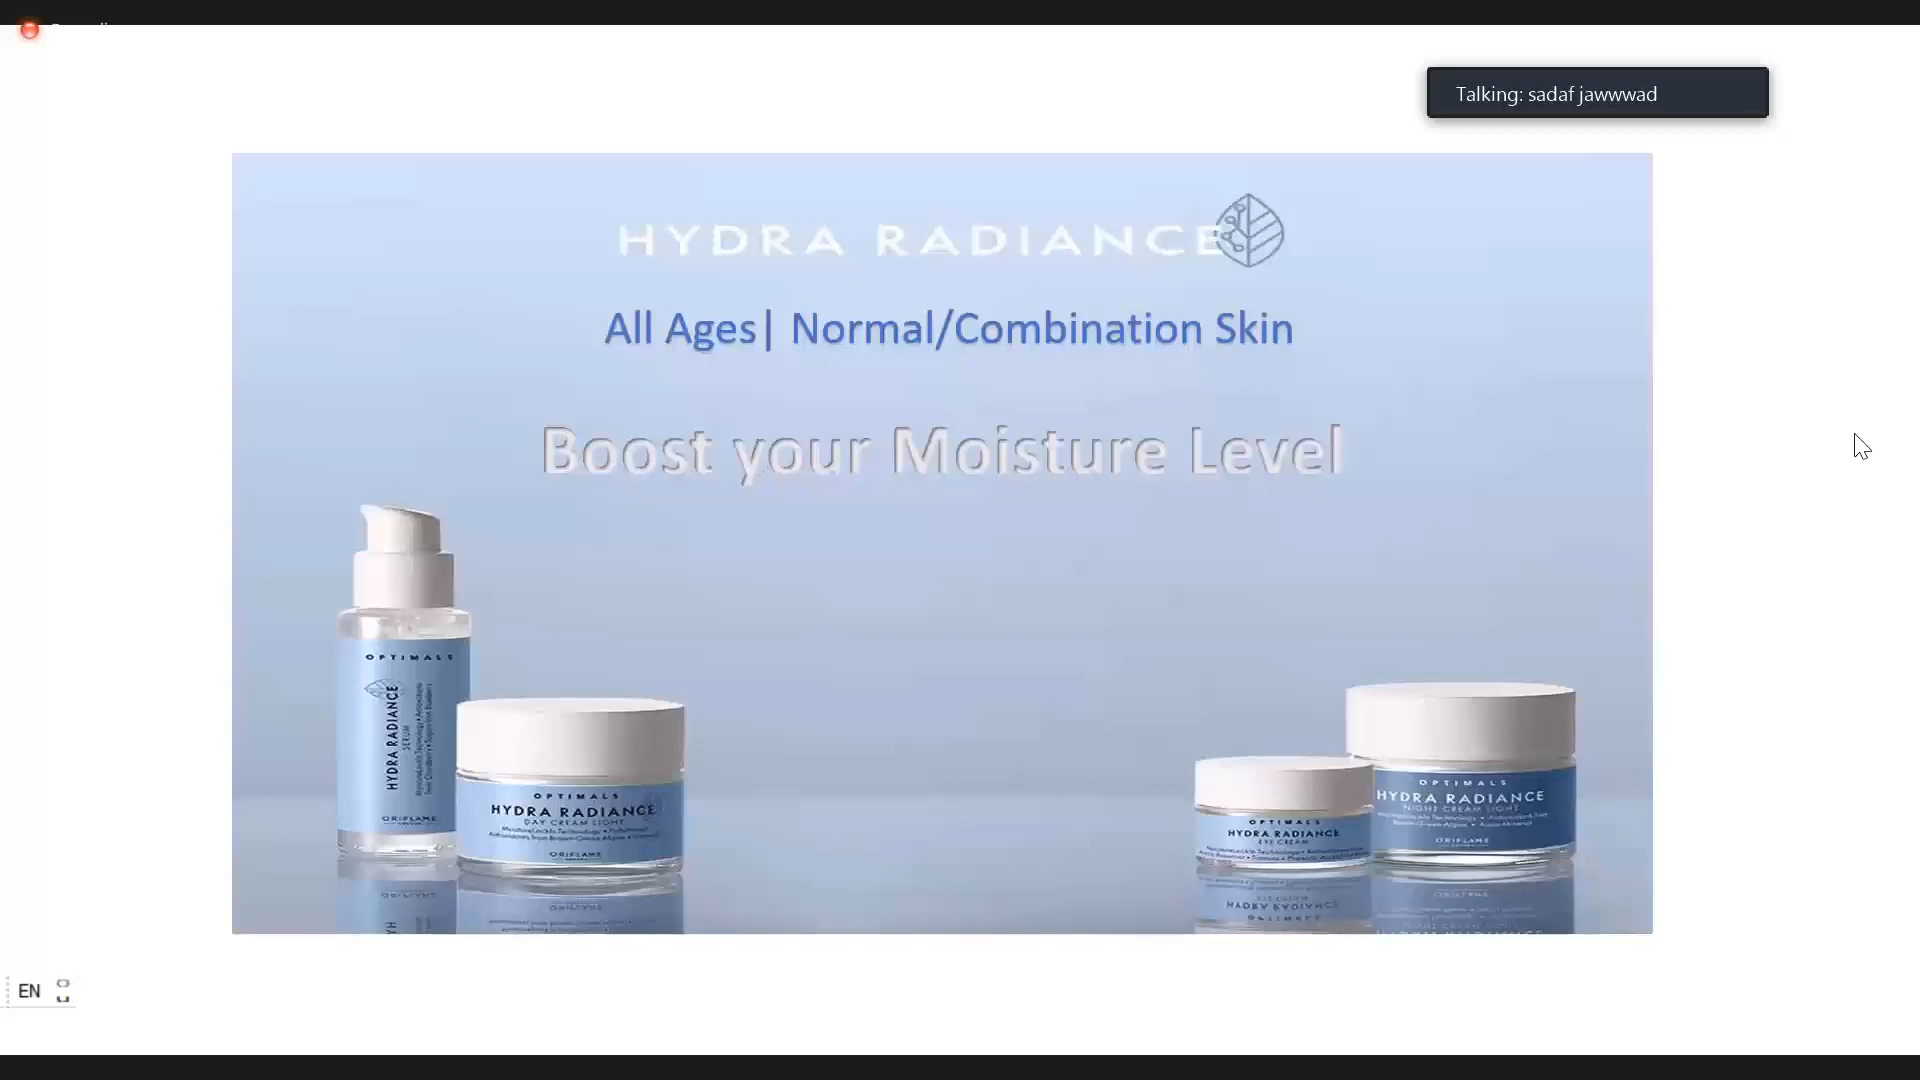 Talking: sadaf jawwwad
HYDRA RADIANCE
All Ages| Normal/Combination Skin
Boost your Moisture Level
OPTIMALS
HYDRA RADIANCE
SERUM
ORIFLAME
OPTIMALS
HYDRA RADIANCE
DAY CREAM LIGHT
ORIFLAME
OPTIMALS
HYDRA RADIANCE
EYE CREAM
OPTIMALS
HYDRA RADIANCE
NIGHT CREAM LIGHT
ORIFLAME
EN